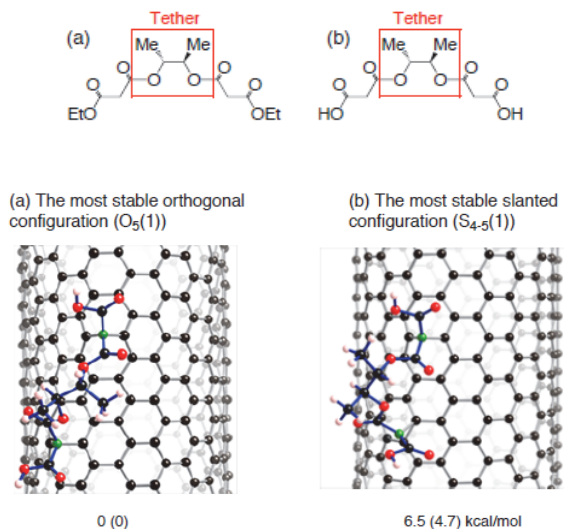 Tether
(a)
Me
Me
O
O
O
O
O
O
EtO
OEt
Tether
(b)
Me
Me
O
O
O
O
O
O
HO
OH
(a) The most stable orthogonal
configuration (O₅(1))
(b) The most stable slanted
configuration (S₄₋₅(1))
0 (0)
6.5 (4.7) kcal/mol